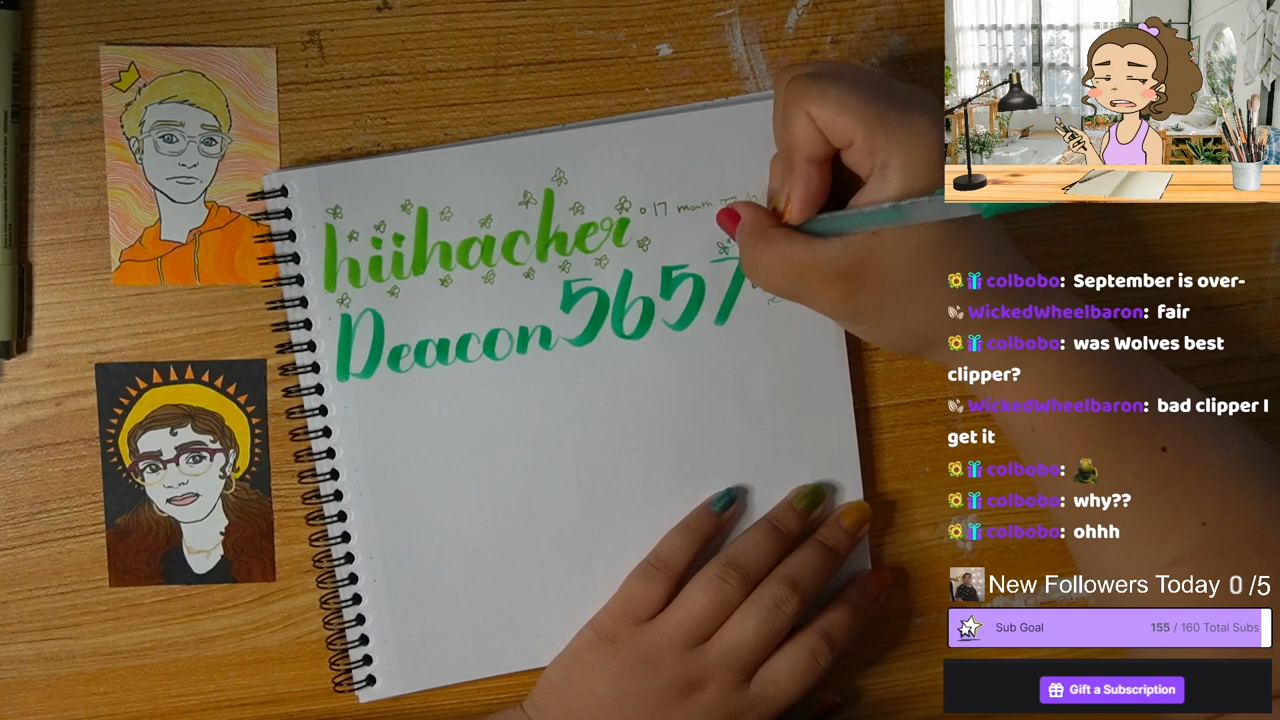 hiihacker
17 month
Deacon5657
colbobo: September is over-
WickedWheelbaron: fair
colbobo: was Wolves best
clipper?
WickedWheelbaron: bad clipper I
get it
colbobo:
colbobo: why??
colbobo: ohhh
New Followers Today 0 /5
Sub Goal 155 / 160 Total Subs
Gift a Subscription